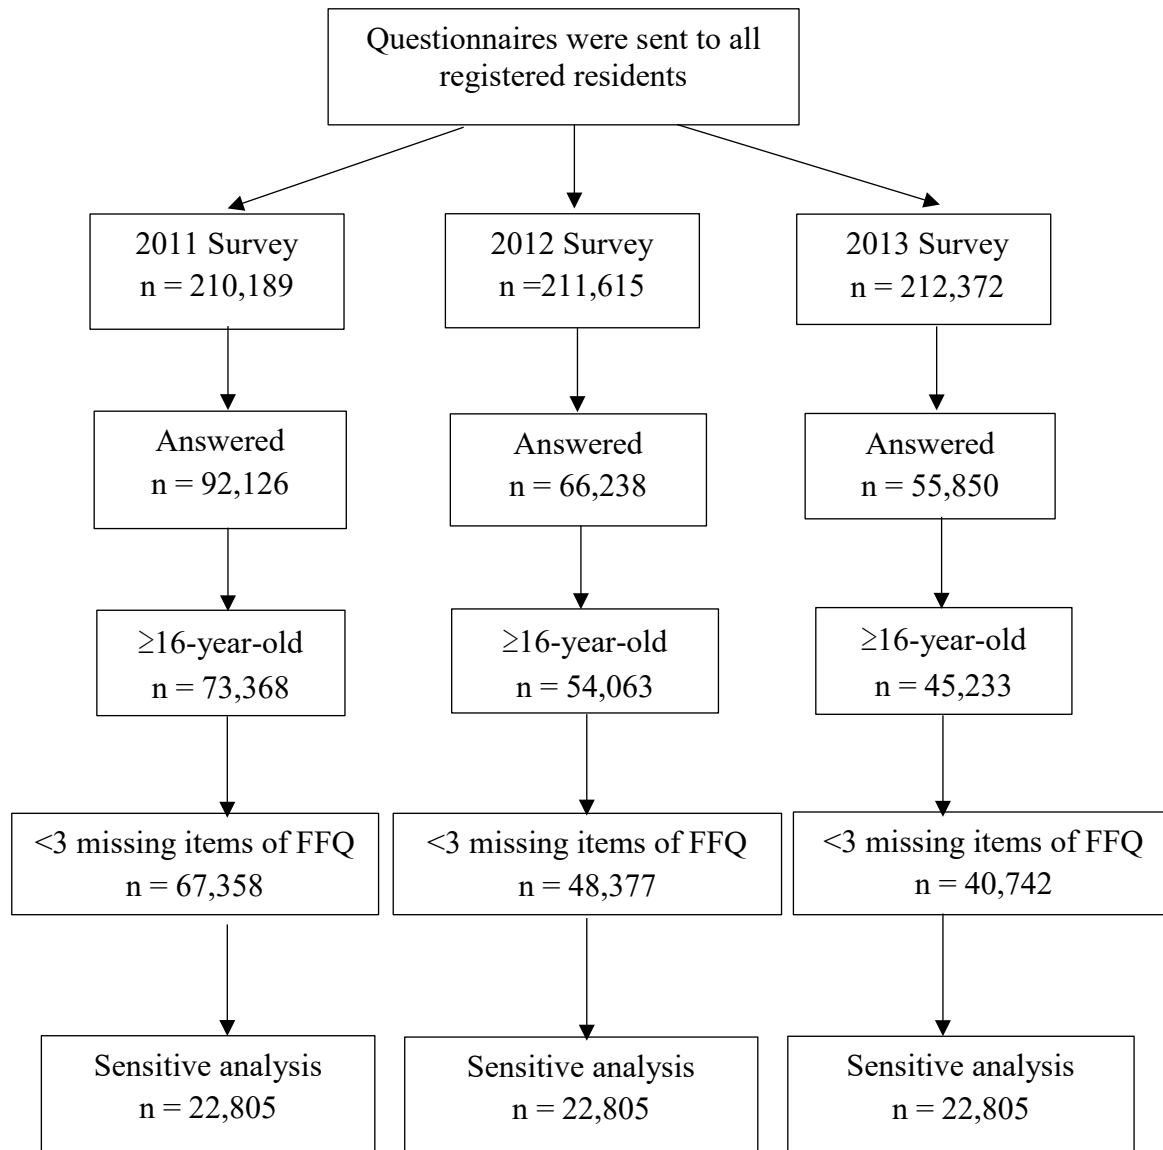 Questionnaires were sent to all
registered residents
2011 Survey
n = 210,189
2012 Survey
n =211,615
2013 Survey
n = 212,372
Answered
n = 92,126
Answered
n = 66,238
Answered
n = 55,850
≥16-year-old
n = 73,368
≥16-year-old
n = 54,063
≥16-year-old
n = 45,233
<3 missing items of FFQ
n = 67,358
<3 missing items of FFQ
n = 48,377
<3 missing items of FFQ
n = 40,742
Sensitive analysis
n = 22,805
Sensitive analysis
n = 22,805
Sensitive analysis
n = 22,805